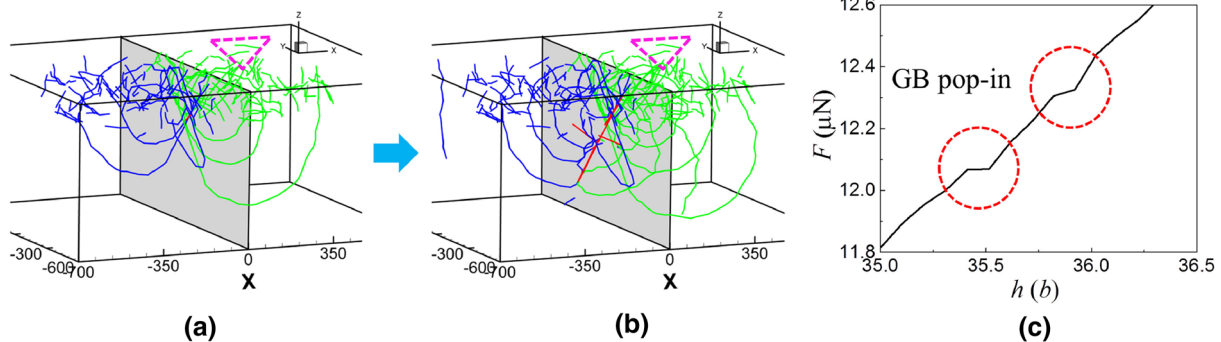 Z
Y
X
-300
-600
-700
-350
0
350
X
(a)
Z
Y
X
-300
-600
-700
-350
0
350
X
(b)
12.6
12.4
12.2
12.0
11.8
F (μN)
GB pop-in
35.0
35.5
36.0
36.5
h (b)
(c)